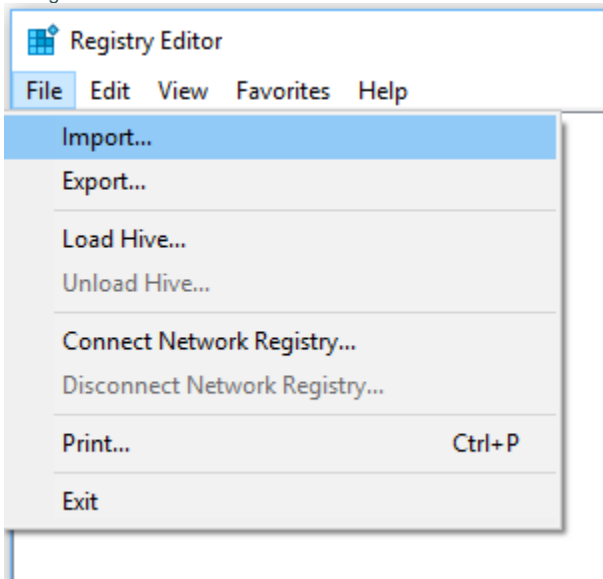 Registry Editor
File Edit View Favorites Help
Import...
Export...
Load Hive...
Unload Hive...
Connect Network Registry...
Disconnect Network Registry...
Print... Ctrl+P
Exit